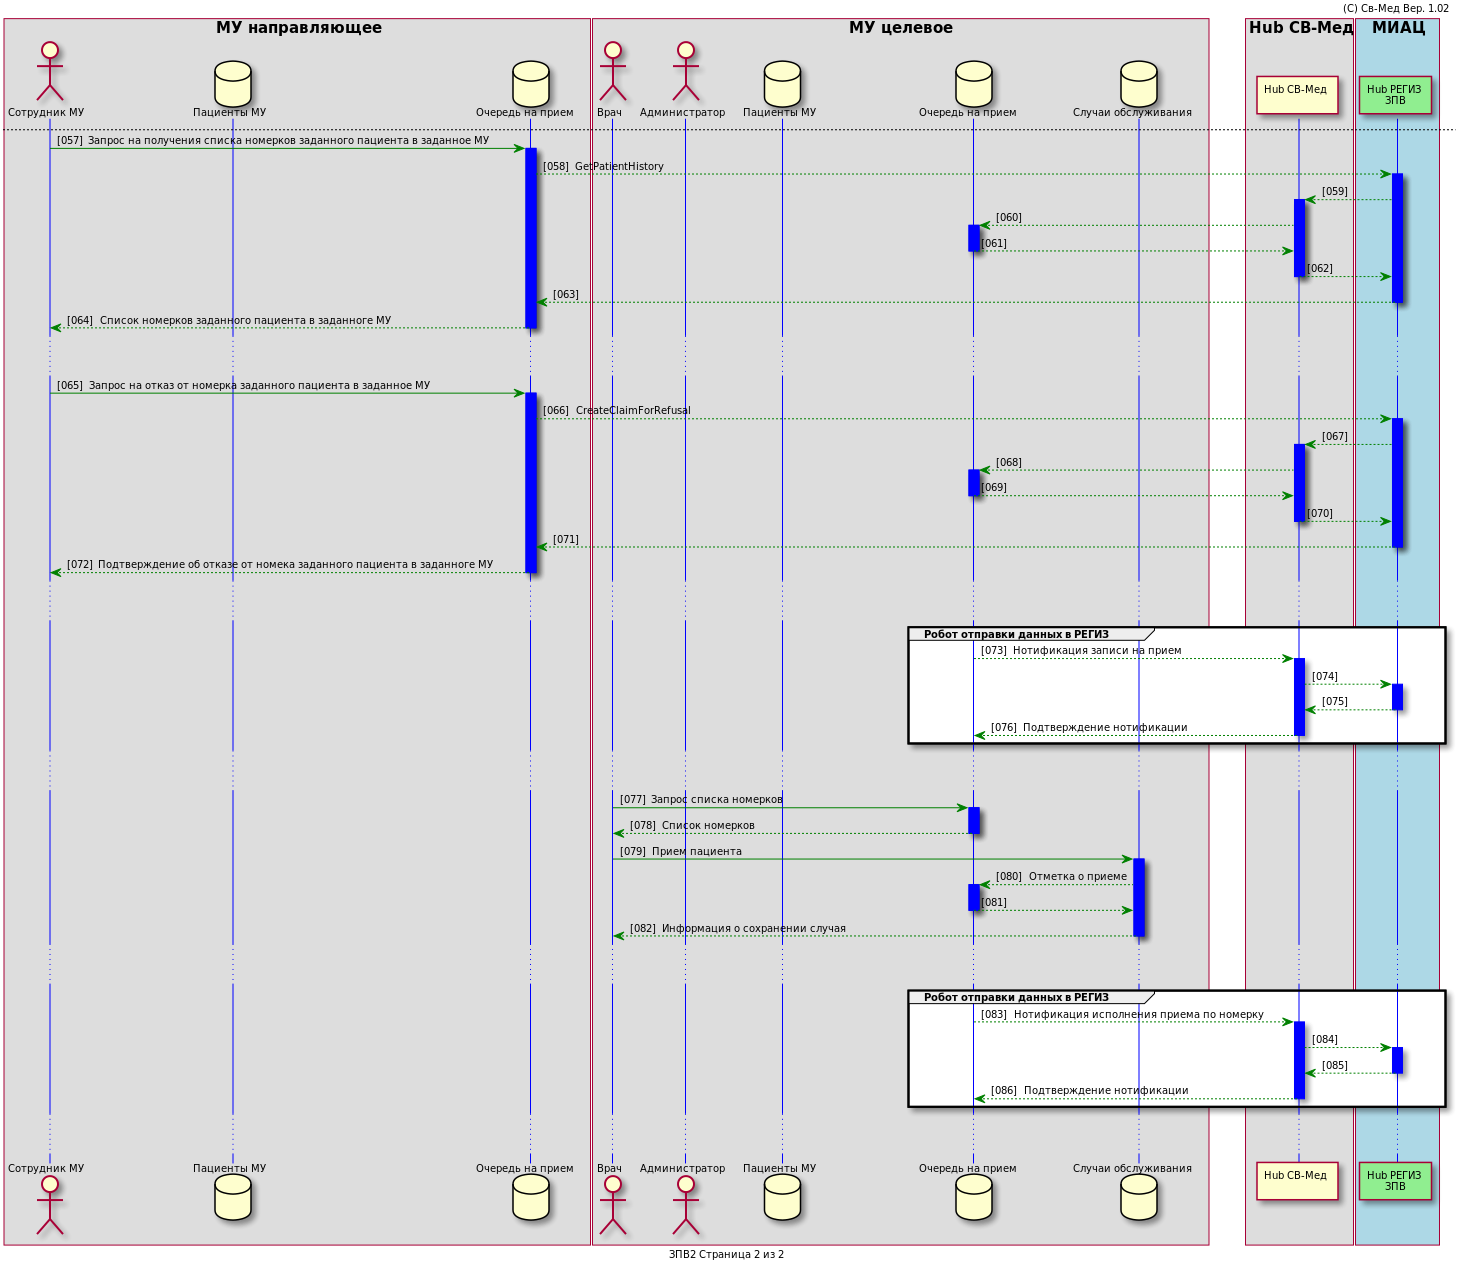 (C) Св-Мед Вер. 1.02
МУ направляющее
МУ целевое
Hub СВ-Мед
МИАЦ
Сотрудник МУ
Пациенты МУ
Очередь на прием
Врач
Администратор
Пациенты МУ
Очередь на прием
Случаи обслуживания
Hub СВ-Мед
Hub РЕГИЗ
ЗПВ
[057] Запрос на получения списка номерков заданного пациента в заданное МУ
[058] GetPatientHistory
[059]
[060]
[061]
[062]
[063]
[064] Список номерков заданного пациента в заданноге МУ
[065] Запрос на отказ от номерка заданного пациента в заданное МУ
[066] CreateClaimForRefusal
[067]
[068]
[069]
[070]
[071]
[072] Подтверждение об отказе от номека заданного пациента в заданноге МУ
Робот отправки данных в РЕГИЗ
[073] Нотификация записи на прием
[074]
[075]
[076] Подтверждение нотификации
[077] Запрос списка номерков
[078] Список номерков
[079] Прием пациента
[080] Отметка о приеме
[081]
[082] Информация о сохранении случая
Робот отправки данных в РЕГИЗ
[083] Нотификация исполнения приема по номерку
[084]
[085]
[086] Подтверждение нотификации
Сотрудник МУ
Пациенты МУ
Очередь на прием
Врач
Администратор
Пациенты МУ
Очередь на прием
Случаи обслуживания
Hub СВ-Мед
Hub РЕГИЗ
ЗПВ
ЗПВ2 Страница 2 из 2